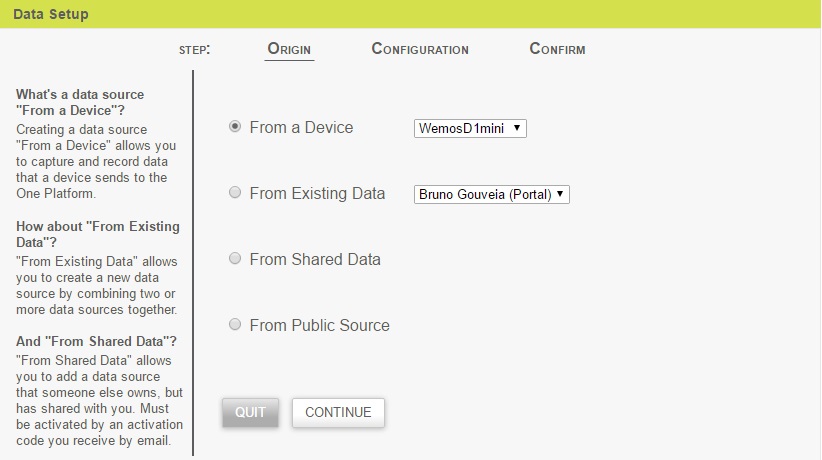 Data Setup
STEP: ORIGIN CONFIGURATION CONFIRM
What's a data source
"From a Device"?
Creating a data source
"From a Device" allows you
to capture and record data
that a device sends to the
One Platform.
How about "From Existing
Data"?
"From Existing Data" allows
you to create a new data
source by combining two or
more data sources together.
And "From Shared Data"?
"From Shared Data" allows
you to add a data source
that someone else owns, but
has shared with you. Must
be activated by an activation
code you receive by email.
From a Device WemosD1mini
From Existing Data Bruno Gouveia (Portal)
From Shared Data
From Public Source
QUIT CONTINUE